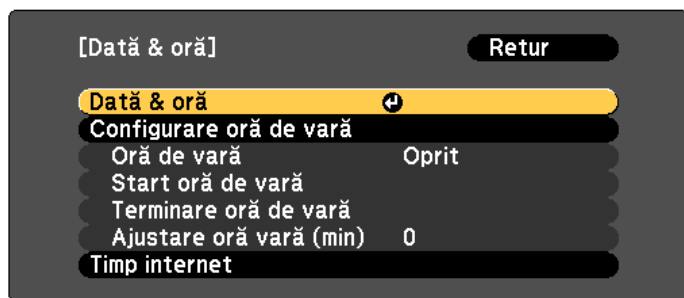 [Dată & oră] Retur
Dată & oră
Configurare oră de vară
Oră de vară Oprit
Start oră de vară
Terminare oră de vară
Ajustare oră vară (min) 0
Timp internet